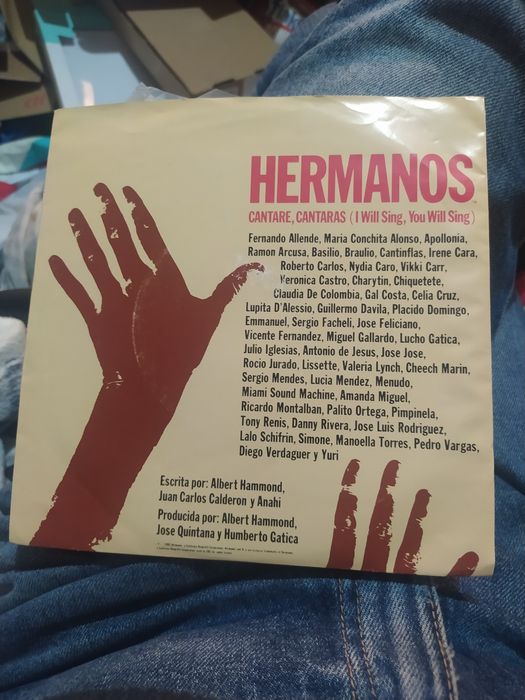 HERMANOS
CANTARE, CANTARAS ( I Will Sing, You Will Sing )
Fernando Allende, Maria Conchita Alonso, Apollonia,
Ramon Arcusa, Basilio, Braulio, Cantinflas, Irene Cara,
Roberto Carlos, Nydia Caro, Vikki Carr,
Veronica Castro, Charytin, Chiquetete,
Claudia De Colombia, Gal Costa, Celia Cruz,
Lupita D'Alessio, Guillermo Davila, Placido Domingo,
Emmanuel, Sergio Facheli, Jose Feliciano,
Vicente Fernandez, Miguel Gallardo, Lucho Gatica,
Julio Iglesias, Antonio de Jesus, Jose Jose,
Rocio Jurado, Lissette, Valeria Lynch, Cheech Marin,
Sergio Mendes, Lucia Mendez, Menudo,
Miami Sound Machine, Amanda Miguel,
Ricardo Montalban, Palito Ortega, Pimpinela,
Tony Renis, Danny Rivera, Jose Luis Rodriguez,
Lalo Schifrin, Simone, Manoella Torres, Pedro Vargas,
Diego Verdaguer y Yuri
Escrita por: Albert Hammond,
Juan Carlos Calderon y Anahi
Producida por: Albert Hammond,
Jose Quintana y Humberto Gatica